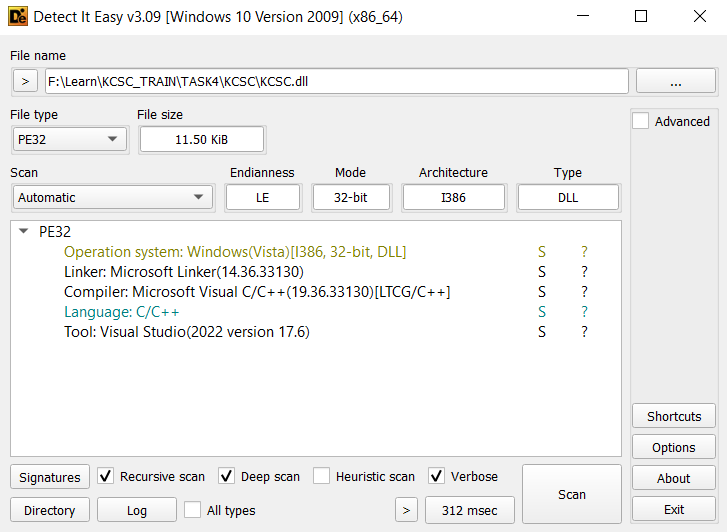 Detect It Easy v3.09 [Windows 10 Version 2009] (x86_64)
File name
> F:\Learn\KCSC_TRAIN\TASK4\KCSC\KCSC.dll ...
File type File size
PE32 11.50 KiB Advanced
Scan Endianness Mode Architecture Type
Automatic LE 32-bit I386 DLL
PE32
Operation system: Windows(Vista)[I386, 32-bit, DLL] S ?
Linker: Microsoft Linker(14.36.33130) S ?
Compiler: Microsoft Visual C/C++(19.36.33130)[LTCG/C++] S ?
Language: C/C++ S ?
Tool: Visual Studio(2022 version 17.6) S ?
Shortcuts
Options
Signatures Recursive scan Deep scan Heuristic scan Verbose Scan About
Directory Log All types > 312 msec Exit